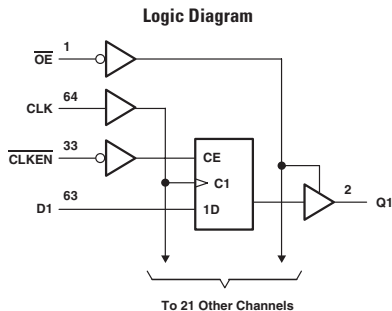 Logic Diagram
OE 1
CLK 64
CLKEN 33
CE
C1
D1 63
1D
2
Q1
To 21 Other Channels